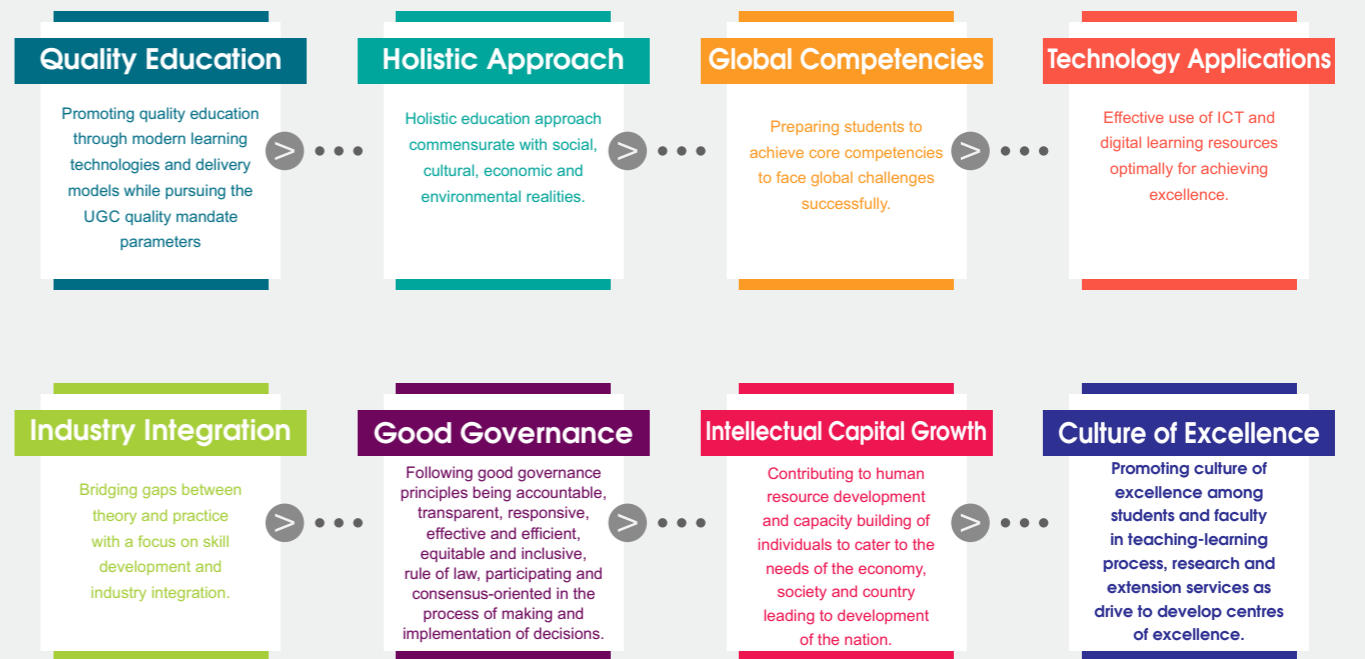 Quality Education
Promoting quality education
through modern learning
technologies and delivery
models while pursuing the
UGC quality mandate
parameters
Holistic Approach
Holistic education approach
commensurate with social,
cultural, economic and
environmental realities.
Global Competencies
Preparing students to
achieve core competencies
to face global challenges
successfully.
Technology Applications
Effective use of ICT and
digital learning resources
optimally for achieving
excellence.
Industry Integration
Bridging gaps between
theory and practice
with a focus on skill
development and
industry integration.
Good Governance
Following good governance
principles being accountable,
transparent, responsive,
effective and efficient,
equitable and inclusive,
rule of law, participating and
consensus-oriented in the
process of making and
implementation of decisions.
Intellectual Capital Growth
Contributing to human
resource development
and capacity building of
individuals to cater to the
needs of the economy,
society and country
leading to development
of the nation.
Culture of Excellence
Promoting culture of
excellence among
students and faculty
in teaching-learning
process, research and
extension services as
drive to develop centres
of excellence.